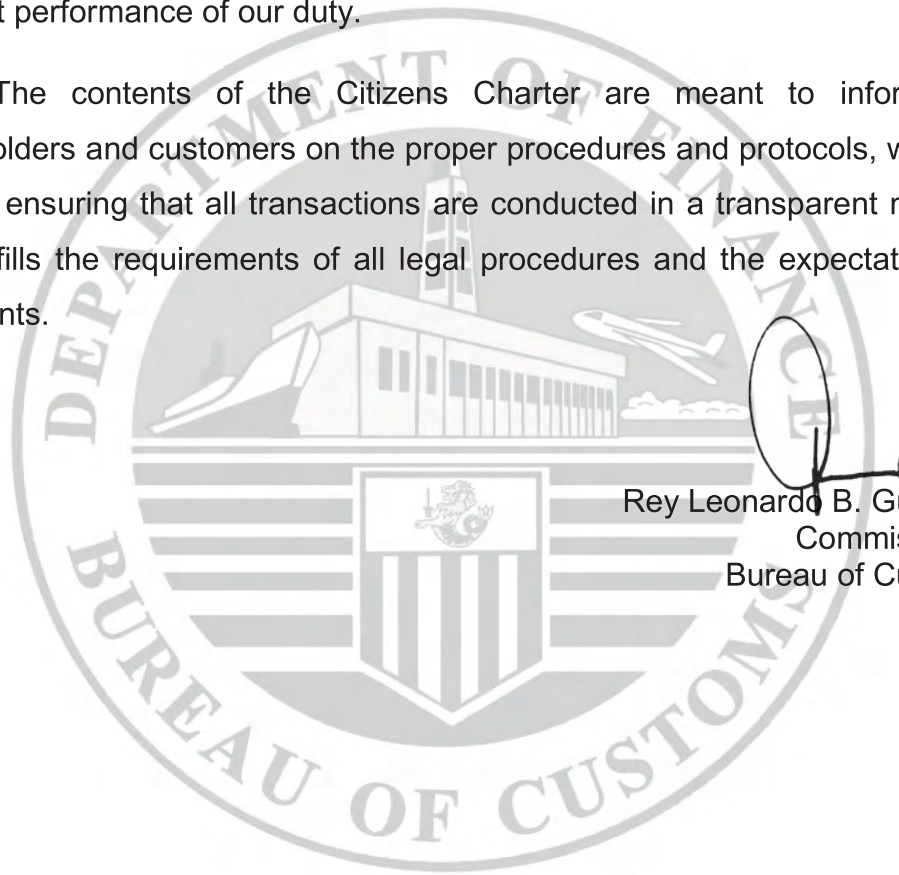 t performance of our duty.
The contents of the Citizens Charter are meant to infor
olders and customers on the proper procedures and protocols, w
ensuring that all transactions are conducted in a transparent
fills the requirements of all legal procedures and the expectat
nts.
Rey Leonardo B. Gu
Commis
Bureau of Cu
DEPARTMENT OF FINANCE
BUREAU OF CUSTOMS